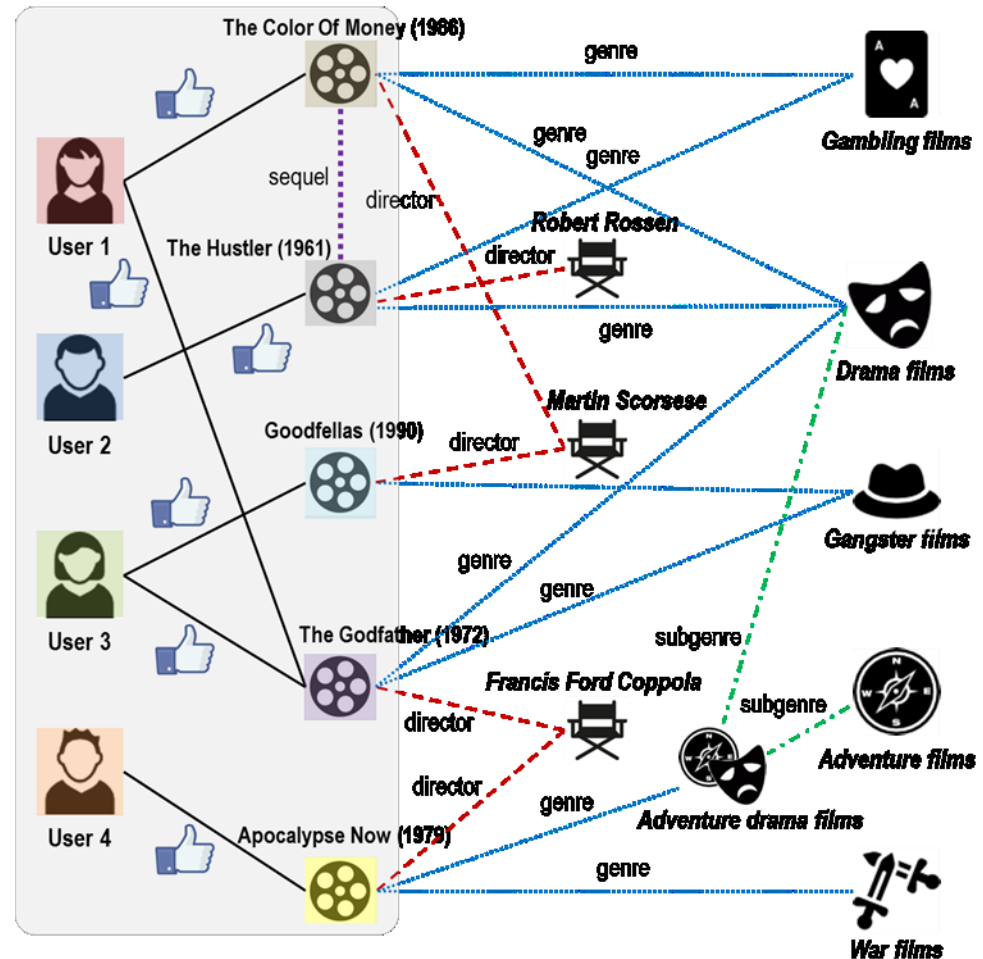 The Color Of Money (1986)
genre
A
A
Gambling films
genre
genre
sequel
director
User 1
The Hustler (1961)
Robert Rossen
director
genre
Drama films
User 2
Goodfellas (1990)
Martin Scorsese
director
Gangster films
genre
genre
User 3
The Godfather (1972)
subgenre
Francis Ford Coppola
director
subgenre
N
W
E
S
Adventure films
N
W
E
S
director
genre
Adventure drama films
User 4
Apocalypse Now (1979)
genre
War films